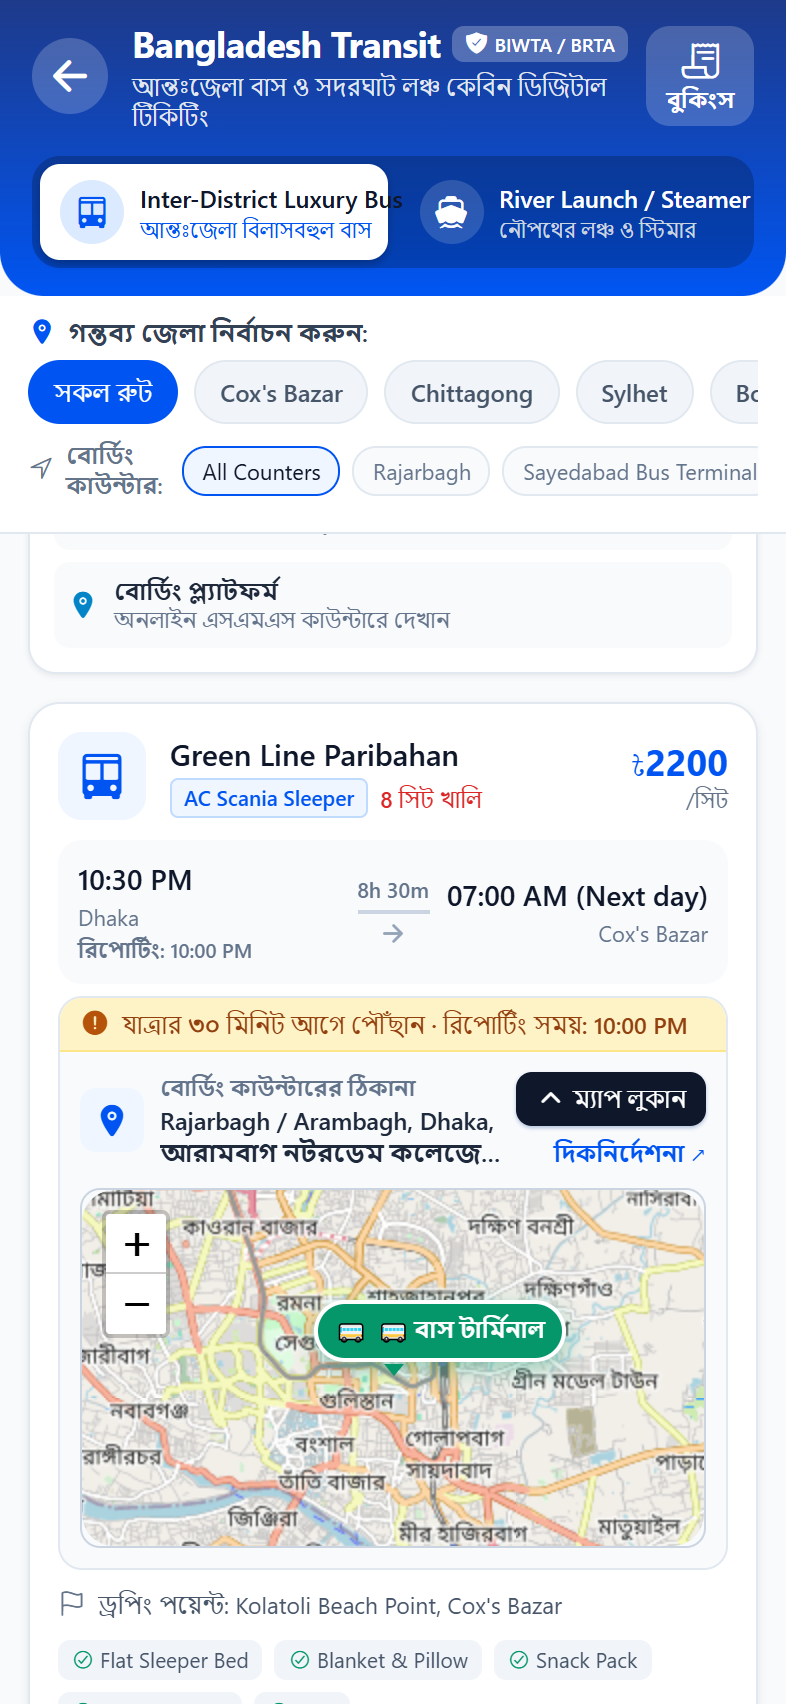 Bangladesh Transit
BIWTA / BRTA
আন্তঃজেলা বাস ও সদরঘাট লঞ্চ কেবিন ডিজিটাল
টিকিটিং
বুকিংস
Inter-District Luxury Bus
আন্তঃজেলা বিলাসবহুল বাস
River Launch / Steamer
নৌপথের লঞ্চ ও স্টিমার
গন্তব্য জেলা নির্বাচন করুন:
সকল রুট
Cox's Bazar
Chittagong
Sylhet
বোর্ডিং
কাউন্টার:
All Counters
Rajarbagh
Sayedabad Bus Terminal
বোর্ডিং প্ল্যাটফর্ম
অনলাইন এসএমএস কাউন্টারে দেখান
Green Line Paribahan
৳2200
AC Scania Sleeper
8 সিট খালি
/সিট
10:30 PM
8h 30m
07:00 AM (Next day)
Dhaka
Cox's Bazar
রিপোর্টিং: 10:00 PM
যাত্রার ৩০ মিনিট আগে পৌঁছান · রিপোর্টিং সময়: 10:00 PM
বোর্ডিং কাউন্টারের ঠিকানা
Rajarbagh / Arambagh, Dhaka,
আরামবাগ নটরডেম কলেজে...
ম্যাপ লুকান
দিকনির্দেশনা ↗
কাওরান বাজার
দক্ষিণ বনশ্রী
+
−
রমনা
শাহজাহানপুর
দক্ষিণগাঁও
বাস টার্মিনাল
গ্রীন মডেল টাউন
নবাবগঞ্জ
গুলিস্তান
বংশাল
গোলাপবাগ
সায়দাবাদ
তাঁতি বাজার
জিঞ্জিরা
মীর হাজিরবাগ
মাতুয়াইল
ড্রপিং পয়েন্ট: Kolatoli Beach Point, Cox's Bazar
Flat Sleeper Bed
Blanket & Pillow
Snack Pack